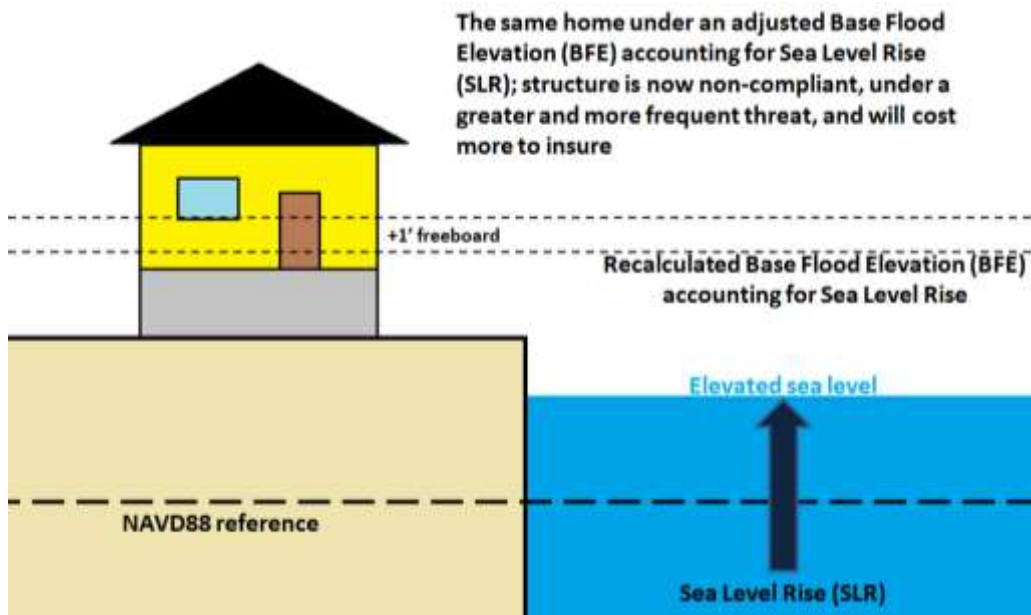 The same home under an adjusted Base Flood
Elevation (BFE) accounting for Sea Level Rise
(SLR); structure is now non-compliant, under a
greater and more frequent threat, and will cost
more to insure
+1' freeboard
Recalculated Base Flood Elevation (BFE)
accounting for Sea Level Rise
Elevated sea level
NAVD88 reference
Sea Level Rise (SLR)